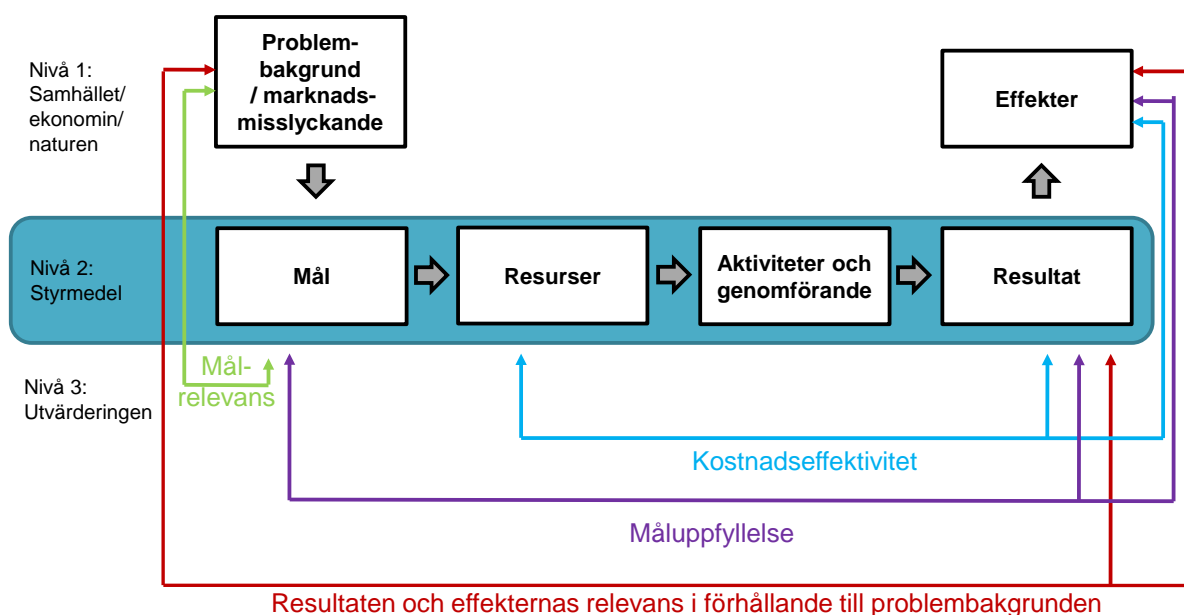 Nivå 1:
Samhället/
ekonomin/
naturen
Problem-
bakgrund
/ marknads-
misslyckande
Effekter
Nivå 2:
Styrmedel
Mål
Resurser
Aktiviteter och
genomförande
Resultat
Nivå 3:
Utvärderingen
Mål-
relevans
Kostnadseffektivitet
Måluppfyllelse
Resultaten och effekternas relevans i förhållande till problembakgrunden